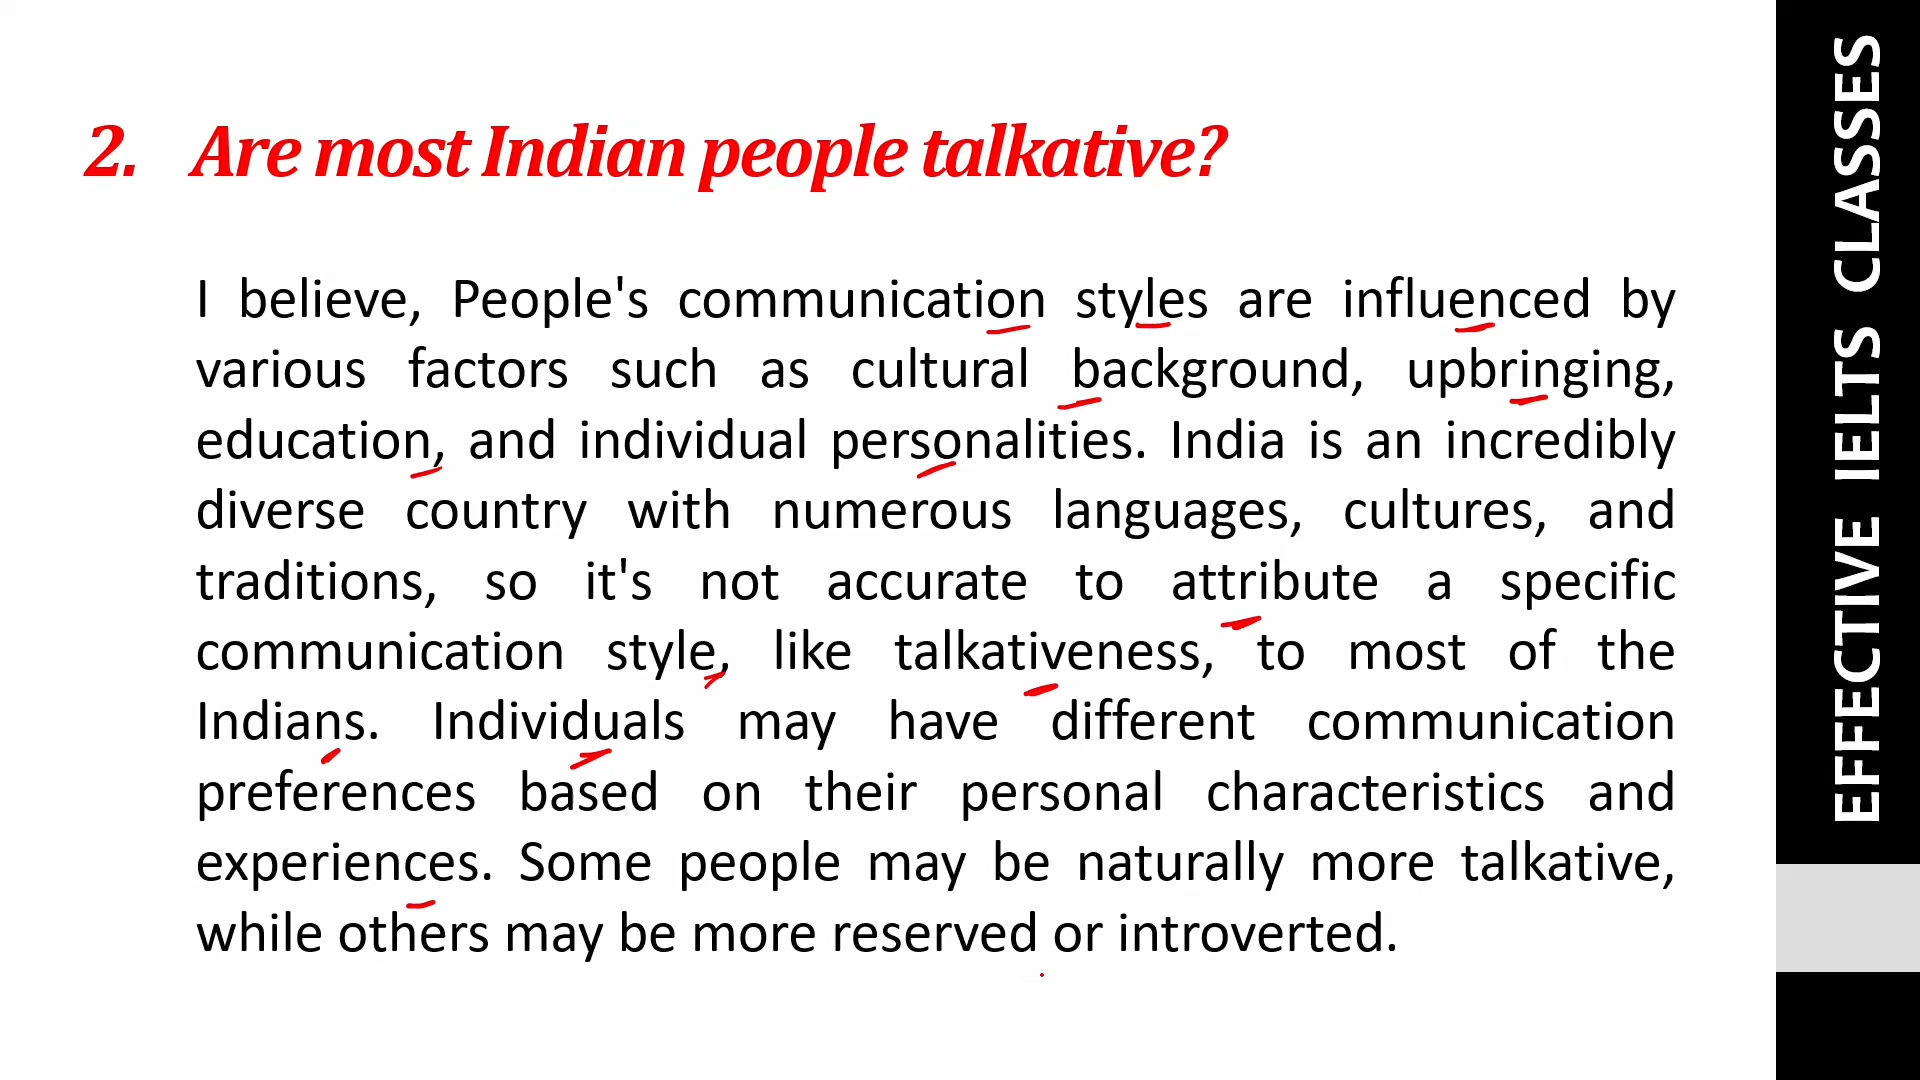 2. Are most Indian people talkative?
I believe, People's communication styles are influenced by
various factors such as cultural background, upbringing,
education, and individual personalities. India is an incredibly
diverse country with numerous languages, cultures, and
traditions, so it's not accurate to attribute a specific
communication style, like talkativeness, to most of the
Indians. Individuals may have different communication
preferences based on their personal characteristics and
experiences. Some people may be naturally more talkative,
while others may be more reserved or introverted.
EFFECTIVE IELTS CLASSES